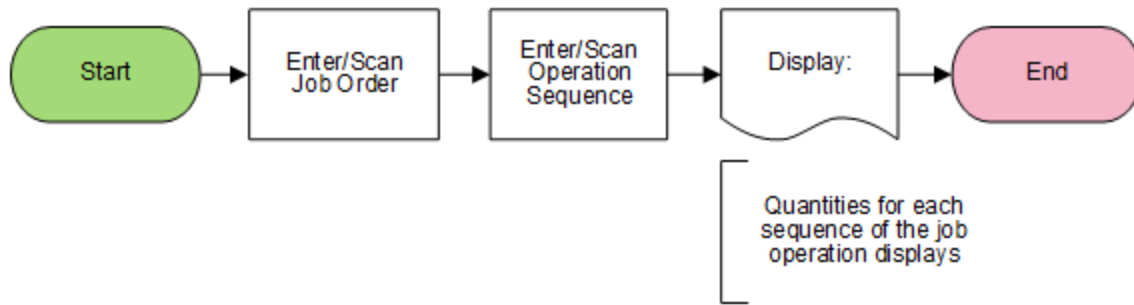 Start
Enter/Scan
Job Order
Enter/Scan
Operation
Sequence
Display:
End
Quantities for each
sequence of the job
operation displays